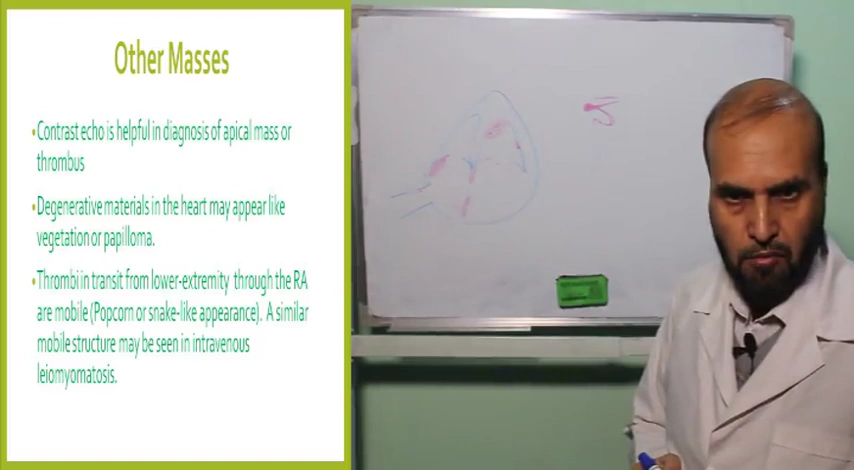 Other Masses
•Contrast echo is helpful in diagnosis of apical mass or
thrombus
•Degenerative materials in the heart may appear like
vegetation or papilloma.
•Thrombi in transit from lower-extremity through the RA
are mobile (Popcorn or snake-like appearance). A similar
mobile structure may be seen in intravenous
leiomyomatosis.